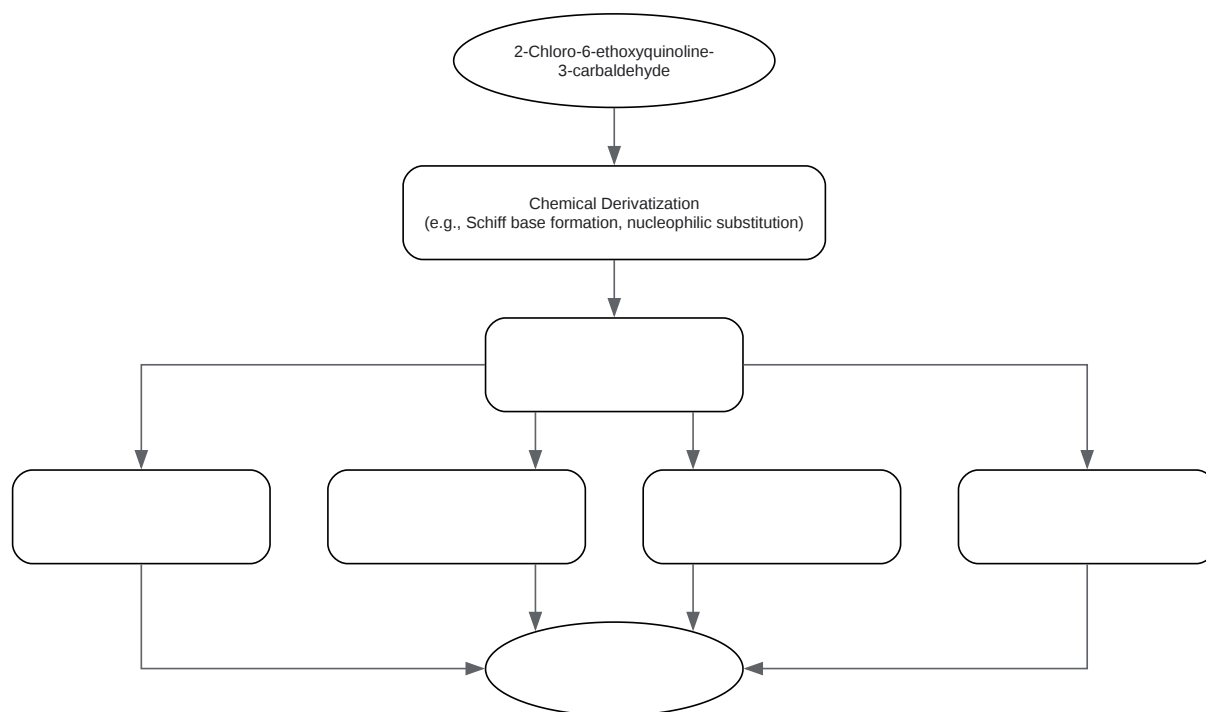 2-Chloro-6-ethoxyquinoline-
3-carbaldehyde
Chemical Derivatization
(e.g., Schiff base formation, nucleophilic substitution)